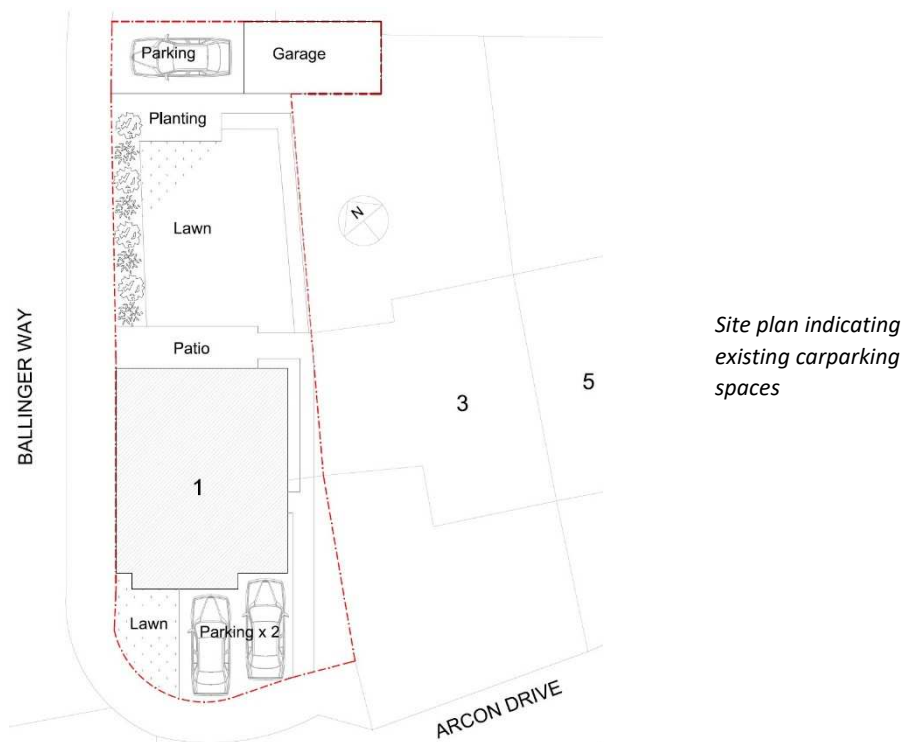 Parking
Garage
Planting
N
Lawn
BALLINGER WAY
Patio
3
5
1
Lawn
Parking x 2
ARCON DRIVE
Site plan indicating
existing carparking
spaces